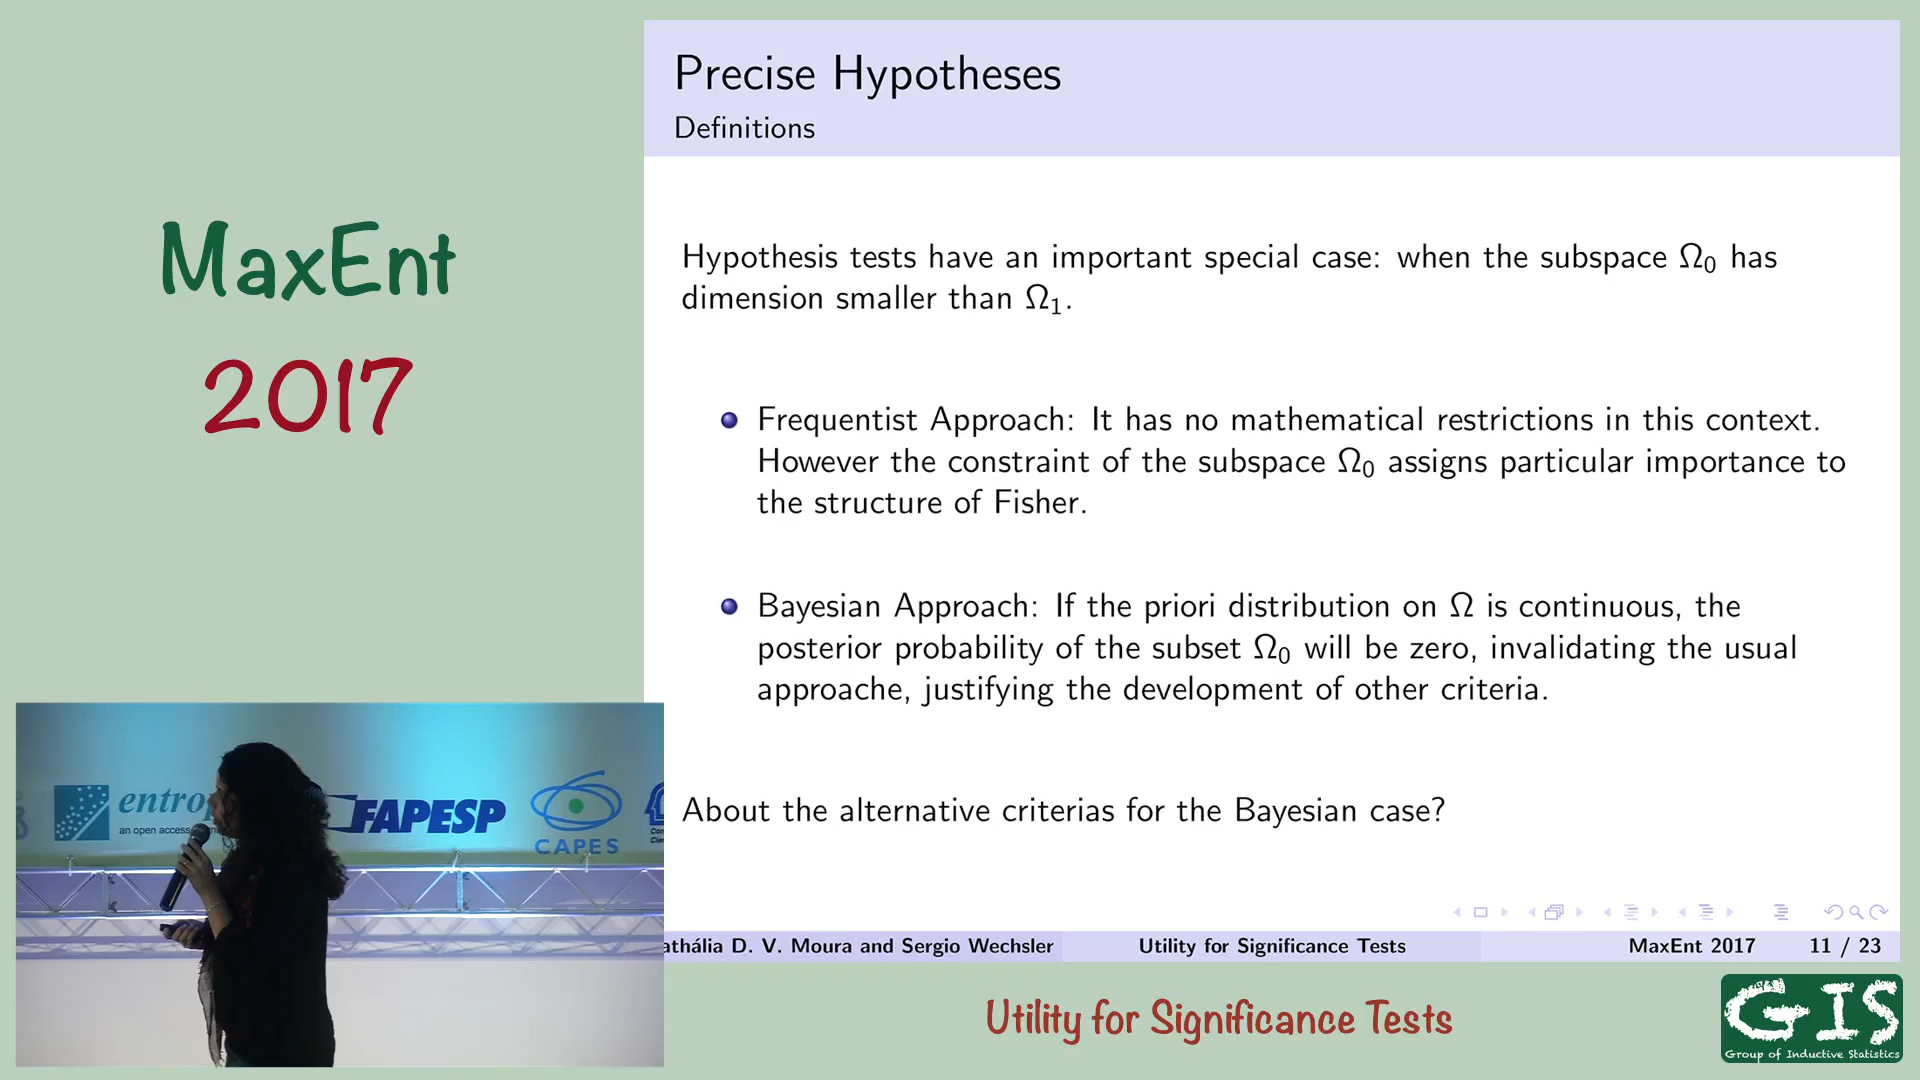 MaxEnt
2017
Precise Hypotheses
Definitions
Hypothesis tests have an important special case: when the subspace Ω₀ has
dimension smaller than Ω₁.
Frequentist Approach: It has no mathematical restrictions in this context.
However the constraint of the subspace Ω₀ assigns particular importance to
the structure of Fisher.
Bayesian Approach: If the priori distribution on Ω is continuous, the
posterior probability of the subset Ω₀ will be zero, invalidating the usual
approache, justifying the development of other criteria.
About the alternative criterias for the Bayesian case?
D. V. Moura and Sergio Wechsler Utility for Significance Tests MaxEnt 2017 11 / 23
an open access
FAPESP
CAPES
Utility for Significance Tests
GIS
Group of Inductive Statistics